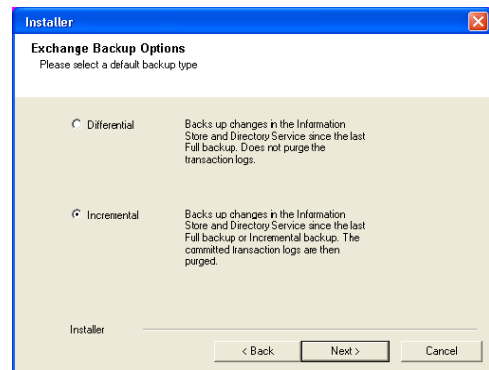 Installer
Exchange Backup Options
Please select a default backup type
Differential
Backs up changes in the Information
Store and Directory Service since the last
Full backup. Does not purge the
transaction logs.
Incremental
Backs up changes in the Information
Store and Directory Service since the last
Full backup or Incremental backup. The
committed transaction logs are then
purged.
Installer
< Back
Next >
Cancel